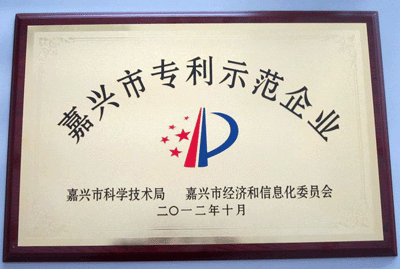 嘉兴市专利示范企业
嘉兴市科学技术局 嘉兴市经济和信息化委员会
二〇一二年十月